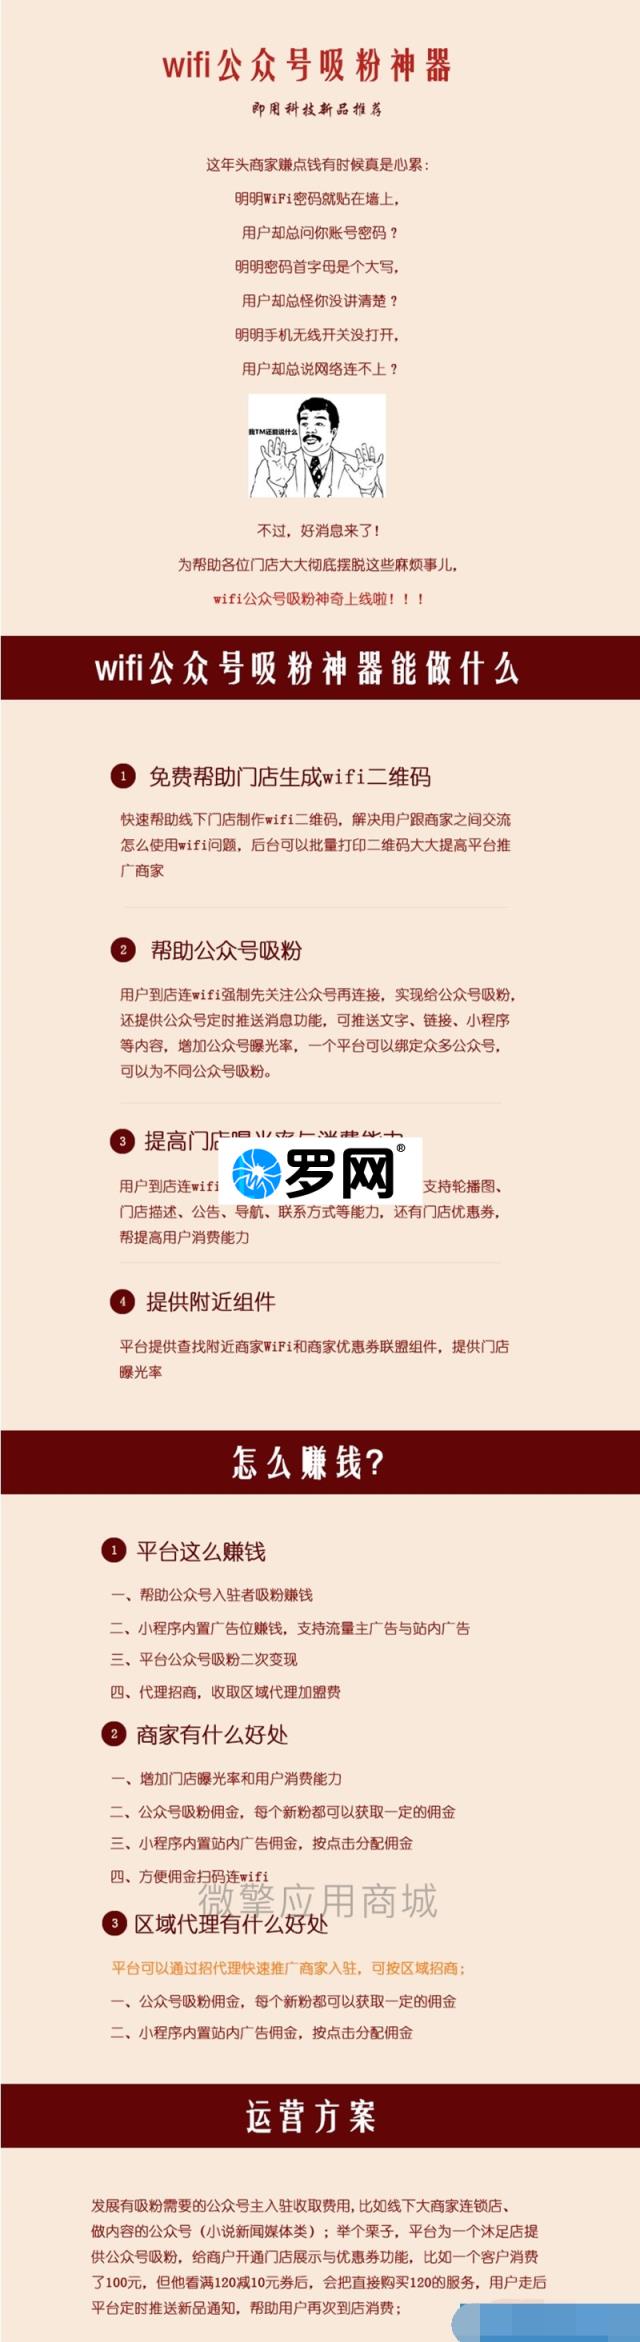 wifi公众号吸粉神器
即用科技新品推荐
这年头商家赚点钱有时候真是心累：
明明WiFi密码就贴在墙上，
用户却总问你账号密码？
明明密码首字母是个大写，
用户却总怪你没讲清楚？
明明手机无线开关没打开，
用户却总说网络连不上？
我TM还能说什么
不过，好消息来了！
为帮助各位门店大大彻底摆脱这些麻烦事儿，
wifi公众号吸粉神奇上线啦！！！
wifi公众号吸粉神器能做什么
1 免费帮助门店生成wifi二维码
快速帮助线下门店制作wifi二维码，解决用户跟商家之间交流
怎么使用wifi问题，后台可以批量打印二维码大大提高平台推
广商家
2 帮助公众号吸粉
用户到店连wifi强制先关注公众号再连接，实现给公众号吸粉，
还提供公众号定时推送消息功能，可推送文字、链接、小程序
等内容，增加公众号曝光率，一个平台可以绑定众多公众号，
可以为不同公众号吸粉。
3 提高门店曝光率与消费能力
罗网®
用户到店连wifi 支持轮播图、
门店描述、公告、导航、联系方式等能力，还有门店优惠券，
帮提高用户消费能力
4 提供附近组件
平台提供查找附近商家WiFi和商家优惠券联盟组件，提供门店
曝光率
怎么赚钱?
1 平台这么赚钱
一、帮助公众号入驻者吸粉赚钱
二、小程序内置广告位赚钱，支持流量主广告与站内广告
三、平台公众号吸粉二次变现
四、代理招商，收取区域代理加盟费
2 商家有什么好处
一、增加门店曝光率和用户消费能力
二、公众号吸粉佣金，每个新粉都可以获取一定的佣金
三、小程序内置站内广告佣金，按点击分配佣金
四、方便佣金扫码连wifi
微擎应用商城
3 区域代理有什么好处
平台可以通过招代理快速推广商家入驻，可按区域招商；
一、公众号吸粉佣金，每个新粉都可以获取一定的佣金
二、小程序内置站内广告佣金，按点击分配佣金
运营方案
发展有吸粉需要的公众号主入驻收取费用,比如线下大商家连锁店、
做内容的公众号（小说新闻媒体类）；举个栗子，平台为一个沐足店提
供公众号吸粉，给商户开通门店展示与优惠券功能，比如一个客户消费
了100元，但他看满120减10元券后，会把直接购买120的服务，用户走后
平台定时推送新品通知，帮助用户再次到店消费；